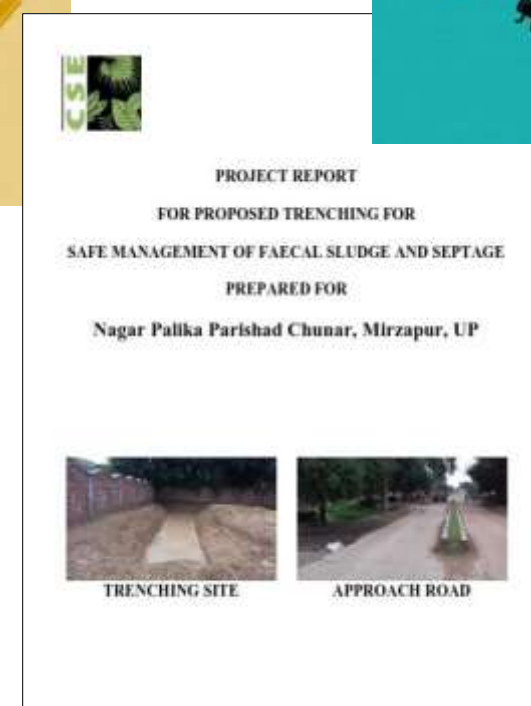 CSE
PROJECT REPORT
FOR PROPOSED TRENCHING FOR
SAFE MANAGEMENT OF FAECAL SLUDGE AND SEPTAGE
PREPARED FOR
Nagar Palika Parishad Chunar, Mirzapur, UP
TRENCHING SITE
APPROACH ROAD